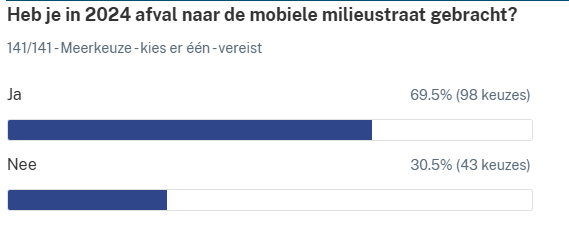 Heb je in 2024 afval naar de mobiele milieustraat gebracht?
141/141 - Meerkeuze - kies er één - vereist
Ja 69.5% (98 keuzes)
Nee 30.5% (43 keuzes)